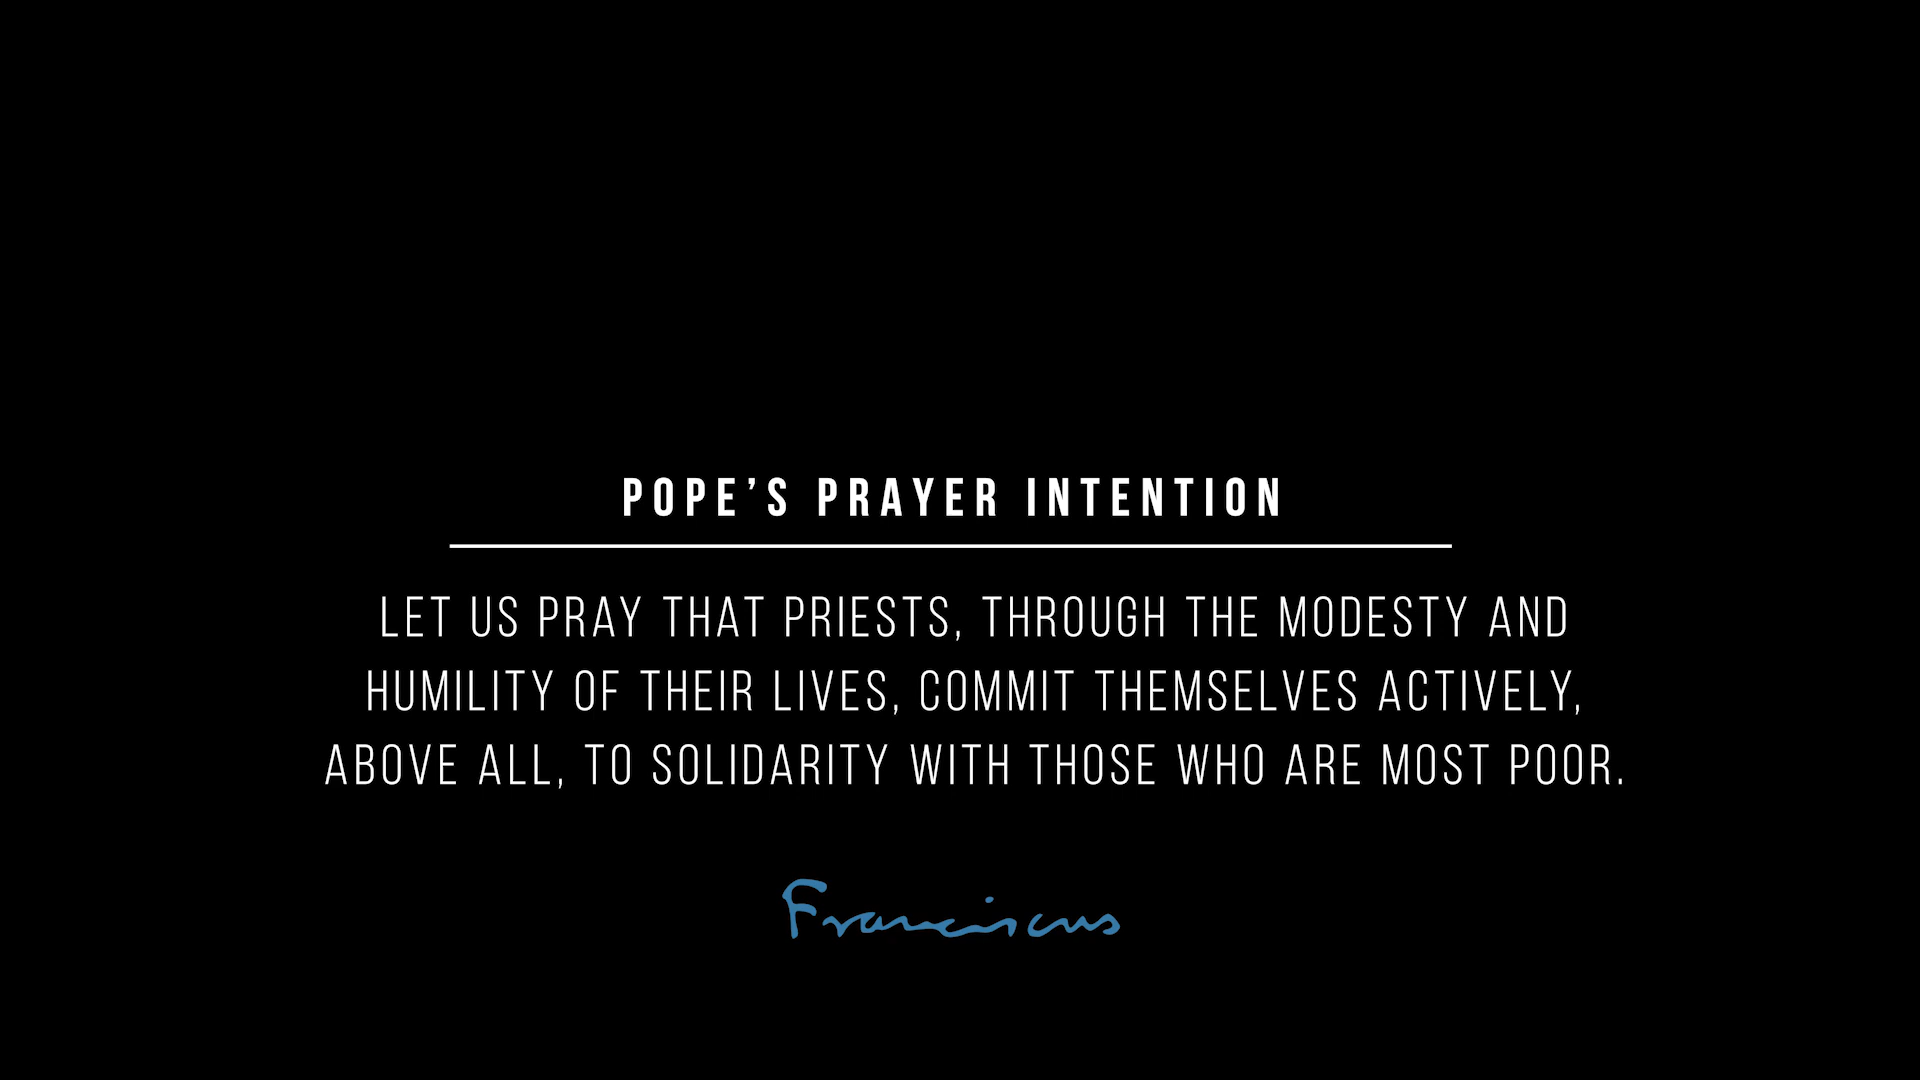 POPE’S PRAYER INTENTION
LET US PRAY THAT PRIESTS, THROUGH THE MODESTY AND
HUMILITY OF THEIR LIVES, COMMIT THEMSELVES ACTIVELY,
ABOVE ALL, TO SOLIDARITY WITH THOSE WHO ARE MOST POOR.
Franciscus